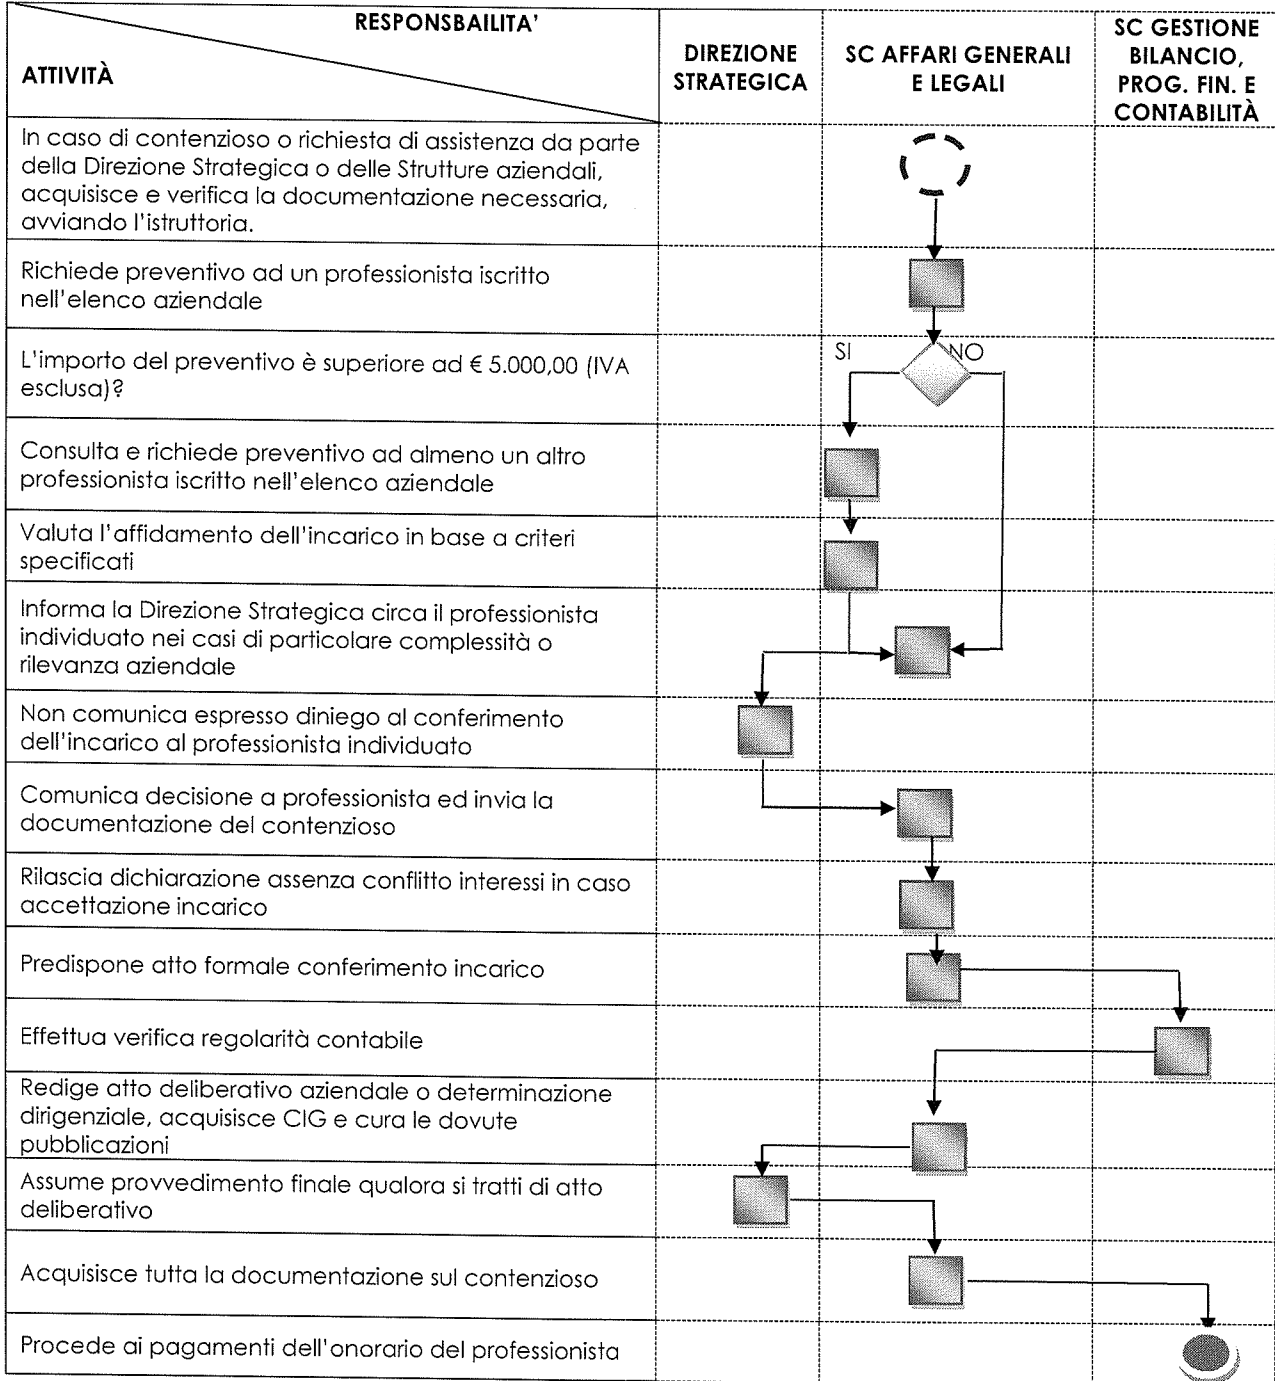 RESPONSBAILITA'
ATTIVITÀ
DIREZIONE
STRATEGICA
SC AFFARI GENERALI
E LEGALI
SC GESTIONE
BILANCIO,
PROG. FIN. E
CONTABILITÀ
In caso di contenzioso o richiesta di assistenza da parte
della Direzione Strategica o delle Strutture aziendali,
acquisisce e verifica la documentazione necessaria,
avviando l'istruttoria.
Richiede preventivo ad un professionista iscritto
nell'elenco aziendale
L'importo del preventivo è superiore ad € 5.000,00 (IVA
esclusa)?
SI
NO
Consulta e richiede preventivo ad almeno un altro
professionista iscritto nell'elenco aziendale
Valuta l'affidamento dell'incarico in base a criteri
specificati
Informa la Direzione Strategica circa il professionista
individuato nei casi di particolare complessità o
rilevanza aziendale
Non comunica espresso diniego al conferimento
dell'incarico al professionista individuato
Comunica decisione a professionista ed invia la
documentazione del contenzioso
Rilascia dichiarazione assenza conflitto interessi in caso
accettazione incarico
Predispone atto formale conferimento incarico
Effettua verifica regolarità contabile
Redige atto deliberativo aziendale o determinazione
dirigenziale, acquisisce CIG e cura le dovute
pubblicazioni
Assume provvedimento finale qualora si tratti di atto
deliberativo
Acquisisce tutta la documentazione sul contenzioso
Procede ai pagamenti dell'onorario del professionista